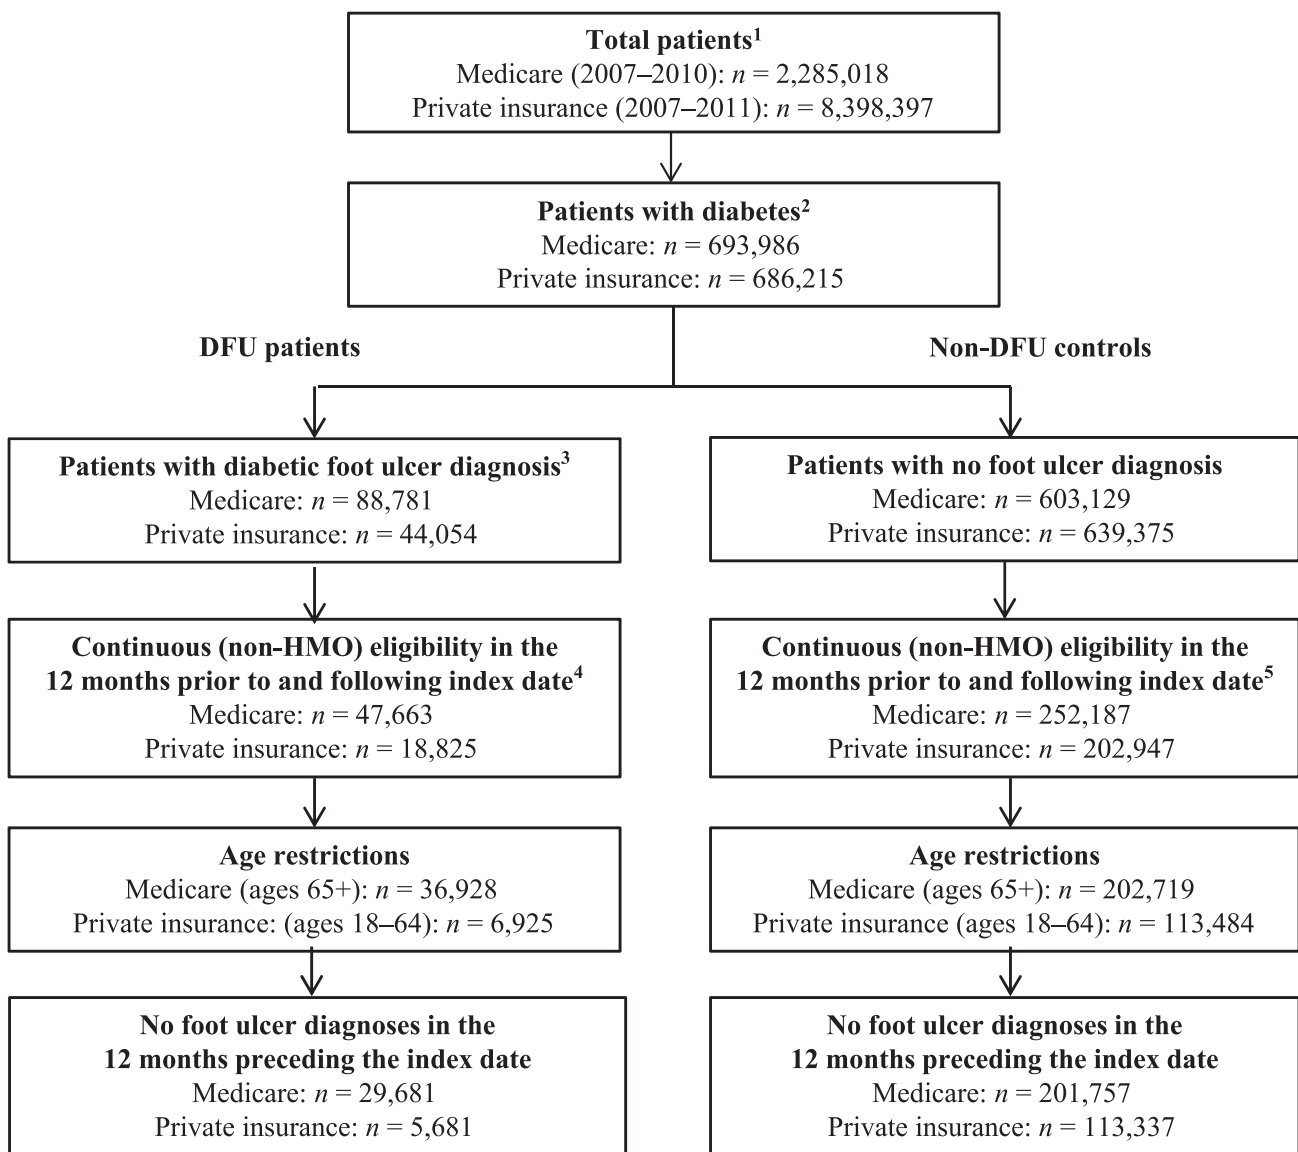 Total patients¹
Medicare (2007–2010): n = 2,285,018
Private insurance (2007–2011): n = 8,398,397
Patients with diabetes²
Medicare: n = 693,986
Private insurance: n = 686,215
DFU patients
Non-DFU controls
Patients with diabetic foot ulcer diagnosis³
Medicare: n = 88,781
Private insurance: n = 44,054
Patients with no foot ulcer diagnosis
Medicare: n = 603,129
Private insurance: n = 639,375
Continuous (non-HMO) eligibility in the
12 months prior to and following index date⁴
Medicare: n = 47,663
Private insurance: n = 18,825
Continuous (non-HMO) eligibility in the
12 months prior to and following index date⁵
Medicare: n = 252,187
Private insurance: n = 202,947
Age restrictions
Medicare (ages 65+): n = 36,928
Private insurance: (ages 18–64): n = 6,925
Age restrictions
Medicare (ages 65+): n = 202,719
Private insurance (ages 18–64): n = 113,484
No foot ulcer diagnoses in the
12 months preceding the index date
Medicare: n = 29,681
Private insurance: n = 5,681
No foot ulcer diagnoses in the
12 months preceding the index date
Medicare: n = 201,757
Private insurance: n = 113,337